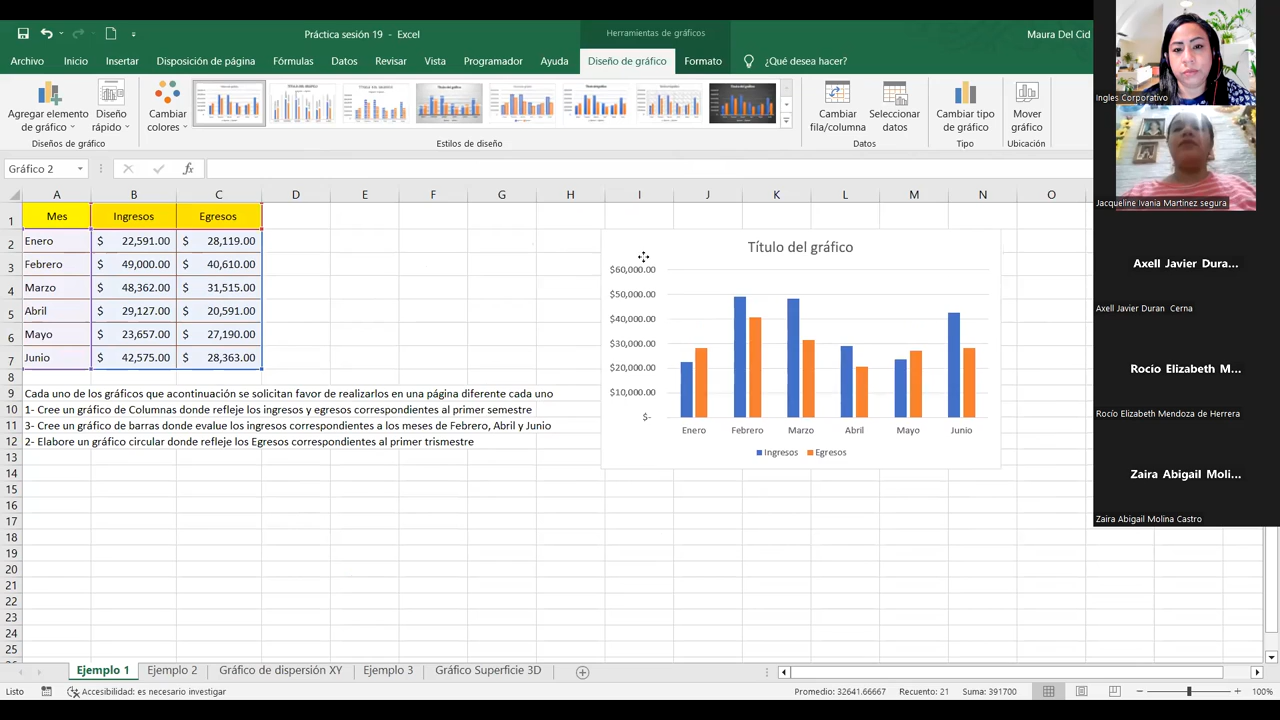 Práctica sesión 19 - Excel
Herramientas de gráficos
Maura Del Cid
Archivo Inicio Insertar Disposición de página Fórmulas Datos Revisar Vista Programador Ayuda Diseño de gráfico Formato ¿Qué desea hacer?
Agregar elemento de gráfico
Diseño rápido
Cambiar colores
Cambiar fila/columna
Seleccionar datos
Cambiar tipo de gráfico
Mover gráfico
Diseños de gráfico Estilos de diseño Datos Tipo Ubicación
Gráfico 2 fx
A B C D E F G H I J K L M N O
1 Mes Ingresos Egresos
2 Enero $ 22,591.00 $ 28,119.00
3 Febrero $ 49,000.00 $ 40,610.00
4 Marzo $ 48,362.00 $ 31,515.00
5 Abril $ 29,127.00 $ 20,591.00
6 Mayo $ 23,657.00 $ 27,190.00
7 Junio $ 42,575.00 $ 28,363.00
8
9 Cada uno de los gráficos que acontinuación se solicitan favor de realizarlos en una página diferente cada uno
10 1- Cree un gráfico de Columnas donde refleje los ingresos y egresos correspondientes al primer semestre
11 3- Cree un gráfico de barras donde evalue los ingresos correspondientes a los meses de Febrero, Abril y Junio
12 2- Elabore un gráfico circular donde refleje los Egresos correspondientes al primer trismestre
13
14
15
16
17
18
19
20
21
22
23
24
Título del gráfico
$60,000.00
$50,000.00
$40,000.00
$30,000.00
$20,000.00
$10,000.00
$-
Enero Febrero Marzo Abril Mayo Junio
Ingresos Egresos
Ingles Corporativo
Jacqueline Ivania Martinez segura
Axell Javier Dura...
Axell Javier Duran Cerna
Rocío Elizabeth M...
Rocío Elizabeth Mendoza de Herrera
Zaira Abigail Moli...
Zaira Abigail Molina Castro
Ejemplo 1 Ejemplo 2 Gráfico de dispersión XY Ejemplo 3 Gráfico Superficie 3D
Listo Accesibilidad: es necesario investigar Promedio: 32641.66667 Recuento: 21 Suma: 391700 100%